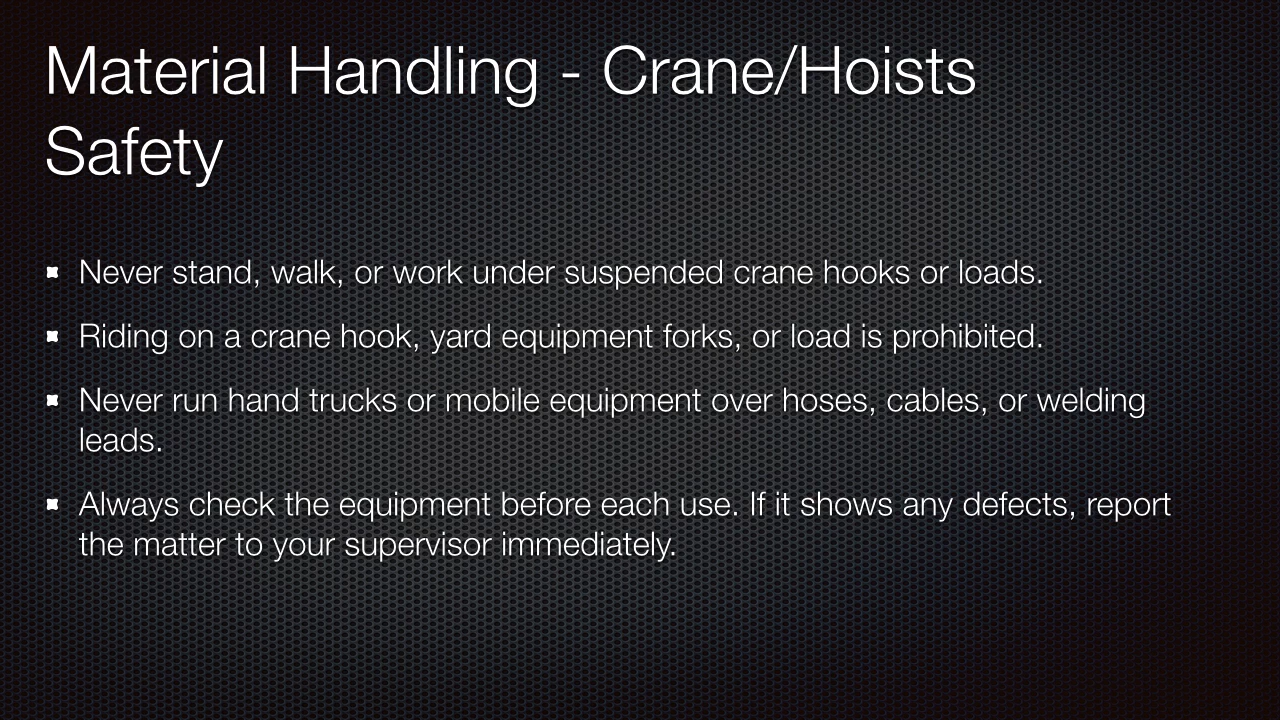 Material Handling - Crane/Hoists
Safety
Never stand, walk, or work under suspended crane hooks or loads.
Riding on a crane hook, yard equipment forks, or load is prohibited.
Never run hand trucks or mobile equipment over hoses, cables, or welding
leads.
Always check the equipment before each use. If it shows any defects, report
the matter to your supervisor immediately.